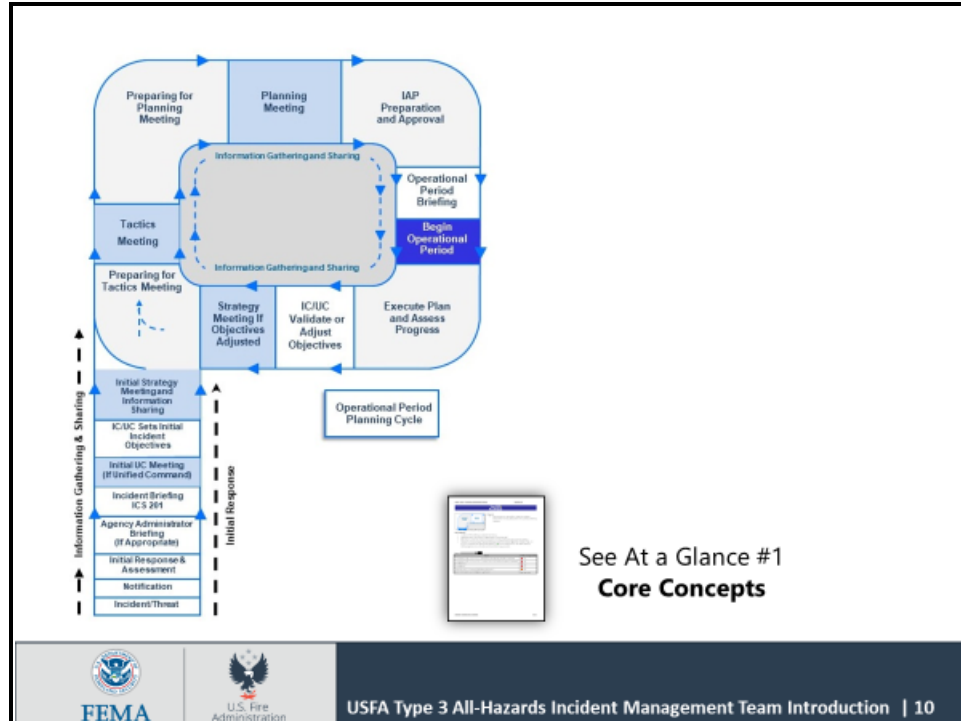 Preparing for
Planning
Meeting
Planning
Meeting
IAP
Preparation
and Approval
Information Gathering and Sharing
Operational
Period
Briefing
Begin
Operational
Period
Tactics
Meeting
Information Gathering and Sharing
Preparing for
Tactics Meeting
Strategy
Meeting If
Objectives
Adjusted
IC/UC
Validate or
Adjust
Objectives
Execute Plan
and Assess
Progress
Operational Period
Planning Cycle
Information Gathering & Sharing
Initial Response
Initial Strategy
Meeting and
Information
Sharing
IC/UC Sets Initial
Incident
Objectives
Initial UC Meeting
(If Unified Command)
Incident Briefing
ICS 201
Agency Administrator
Briefing
(If Appropriate)
Initial Response &
Assessment
Notification
Incident/Threat
See At a Glance #1
Core Concepts
FEMA
U.S. Fire
Administration
USFA Type 3 All-Hazards Incident Management Team Introduction | 10